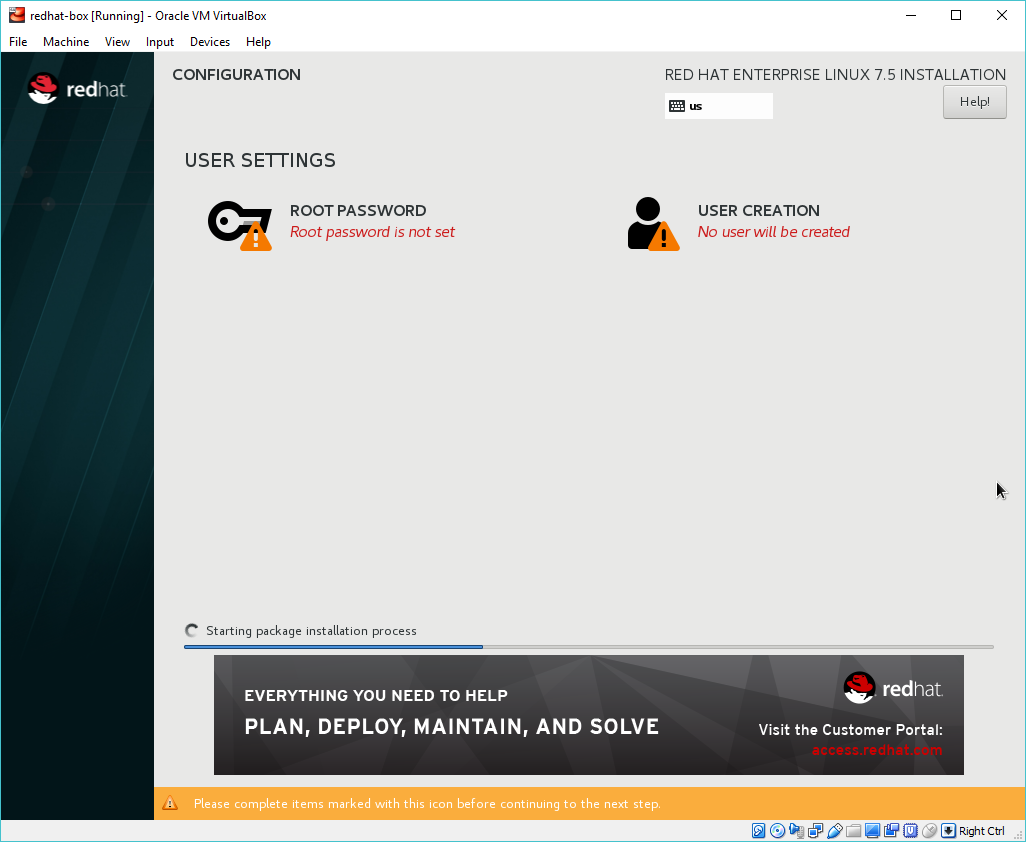 redhat-box [Running] - Oracle VM VirtualBox
File Machine View Input Devices Help
redhat.
CONFIGURATION
RED HAT ENTERPRISE LINUX 7.5 INSTALLATION
us
Help!
USER SETTINGS
ROOT PASSWORD
Root password is not set
USER CREATION
No user will be created
Starting package installation process
EVERYTHING YOU NEED TO HELP
PLAN, DEPLOY, MAINTAIN, AND SOLVE
redhat.
Visit the Customer Portal:
access.redhat.com
Please complete items marked with this icon before continuing to the next step.
Right Ctrl